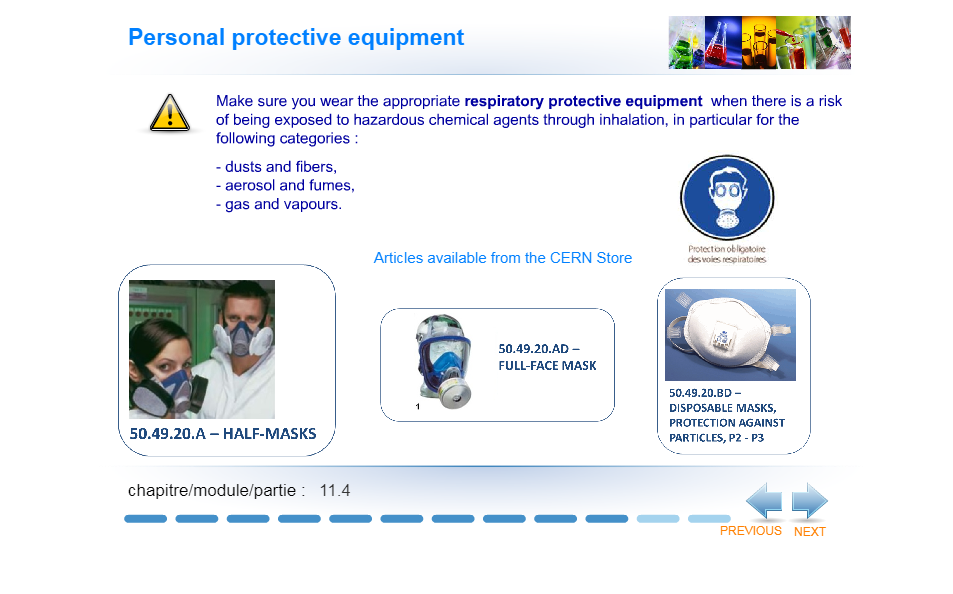 Personal protective equipment
Make sure you wear the appropriate respiratory protective equipment when there is a risk
of being exposed to hazardous chemical agents through inhalation, in particular for the
following categories :
- dusts and fibers,
- aerosol and fumes,
- gas and vapours.
Protection obligatoire
des voies respiratoires
Articles available from the CERN Store
50.49.20.A – HALF-MASKS
50.49.20.AD –
FULL-FACE MASK
1
50.49.20.BD –
DISPOSABLE MASKS,
PROTECTION AGAINST
PARTICLES, P2 - P3
chapitre/module/partie : 11.4
PREVIOUS NEXT